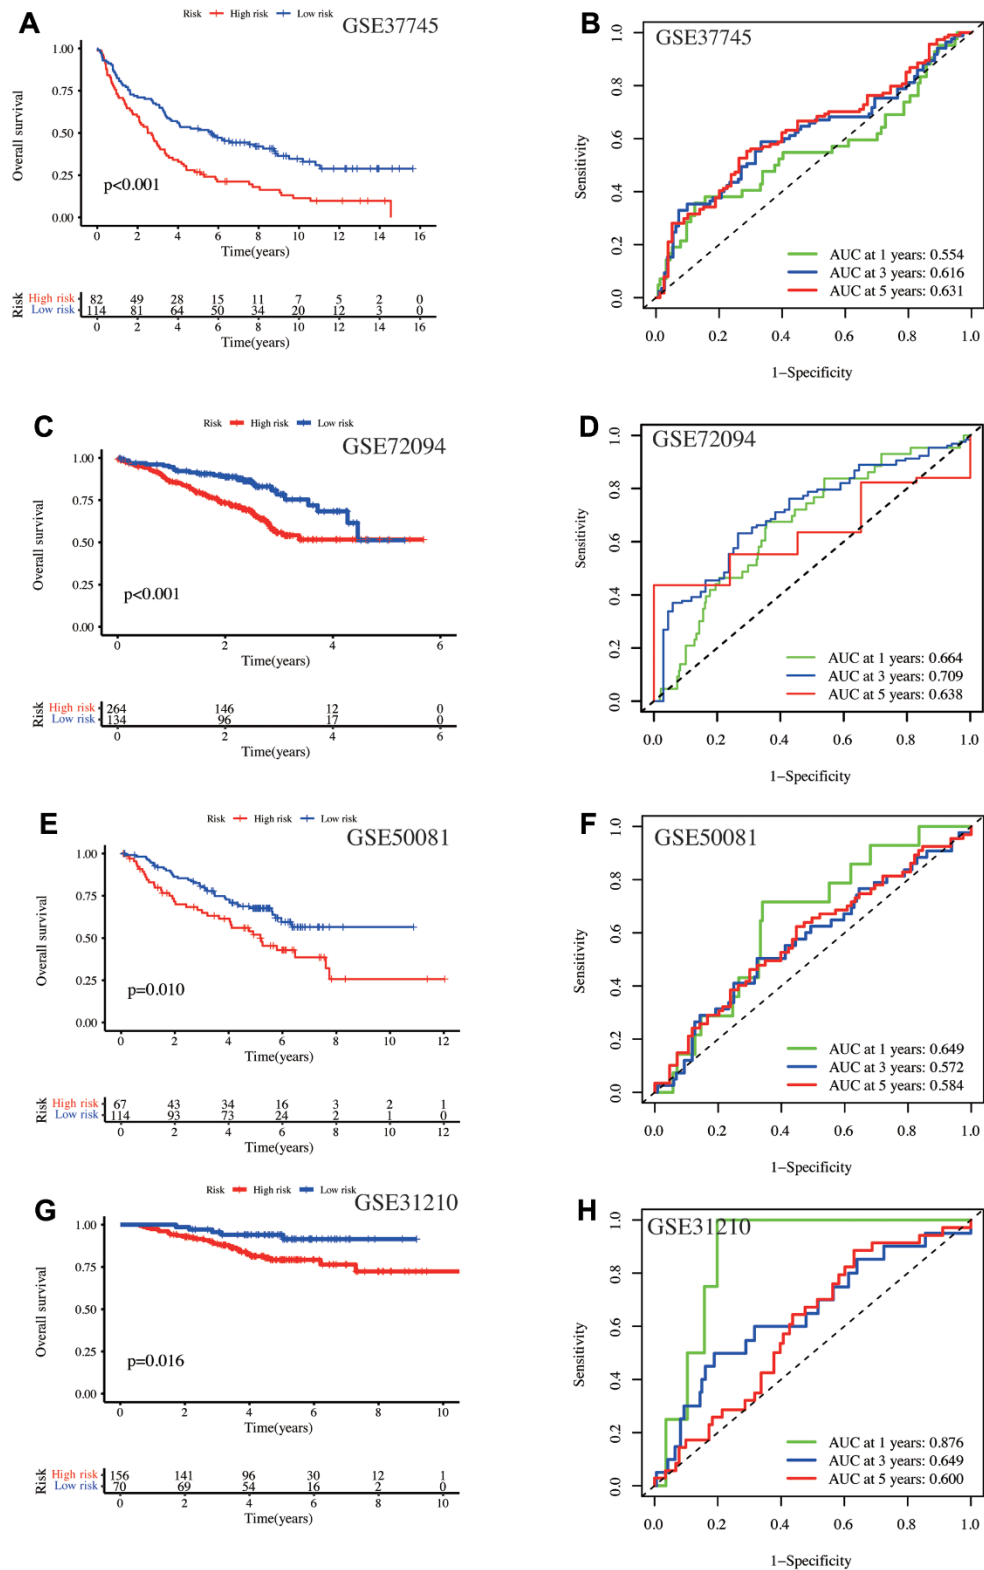 A
Risk High risk Low risk
GSE37745
1.00
0.75
0.50
0.25
0.00
Overall survival
p<0.001
0 2 4 6 8 10 12 14 16
Time(years)
Risk
High risk 82 49 28 15 11 7 5 2 0
Low risk 114 81 64 50 34 20 12 3 0
0 2 4 6 8 10 12 14 16
Time(years)
B
GSE37745
1.0
0.8
0.6
0.4
0.2
0.0
Sensitivity
AUC at 1 years: 0.554
AUC at 3 years: 0.616
AUC at 5 years: 0.631
0.0 0.2 0.4 0.6 0.8 1.0
1−Specificity
C
Risk High risk Low risk
GSE72094
1.00
0.75
0.50
0.25
0.00
Overall survival
p<0.001
0 2 4 6
Time(years)
Risk
High risk 264 146 12 0
Low risk 134 96 17 0
0 2 4 6
Time(years)
D
GSE72094
1.0
0.8
0.6
0.4
0.2
0.0
Sensitivity
AUC at 1 years: 0.664
AUC at 3 years: 0.709
AUC at 5 years: 0.638
0.0 0.2 0.4 0.6 0.8 1.0
1−Specificity
E
Risk High risk Low risk
GSE50081
1.00
0.75
0.50
0.25
0.00
Overall survival
p=0.010
0 2 4 6 8 10 12
Time(years)
Risk
High risk 67 43 34 16 3 2 1
Low risk 114 93 73 24 2 1 0
0 2 4 6 8 10 12
Time(years)
F
GSE50081
1.0
0.8
0.6
0.4
0.2
0.0
Sensitivity
AUC at 1 years: 0.649
AUC at 3 years: 0.572
AUC at 5 years: 0.584
0.0 0.2 0.4 0.6 0.8 1.0
1−Specificity
G
Risk High risk Low risk
GSE31210
1.00
0.75
0.50
0.25
0.00
Overall survival
p=0.016
0 2 4 6 8 10
Time(years)
Risk
High risk 156 141 96 30 12 1
Low risk 70 69 54 16 2 0
0 2 4 6 8 10
Time(years)
H
GSE31210
1.0
0.8
0.6
0.4
0.2
0.0
Sensitivity
AUC at 1 years: 0.876
AUC at 3 years: 0.649
AUC at 5 years: 0.600
0.0 0.2 0.4 0.6 0.8 1.0
1−Specificity